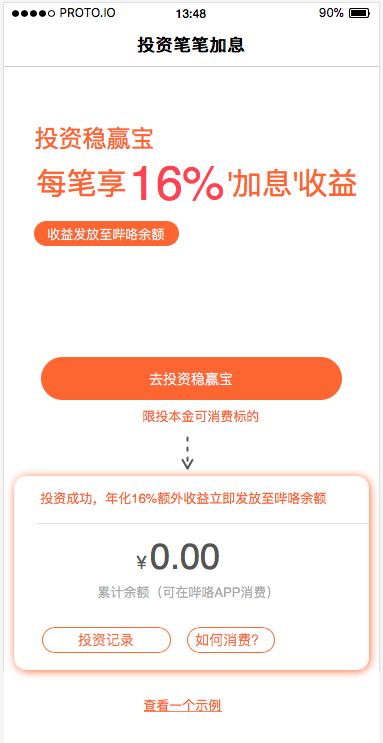 PROTO.IO 13:48 90%
投资笔笔加息
投资稳赢宝
每笔享16%'加息'收益
收益发放至哔咯余额
去投资稳赢宝
限投本金可消费标的
投资成功，年化16%额外收益立即发放至哔咯余额
¥0.00
累计余额（可在哔咯APP消费）
投资记录 如何消费?
查看一个示例